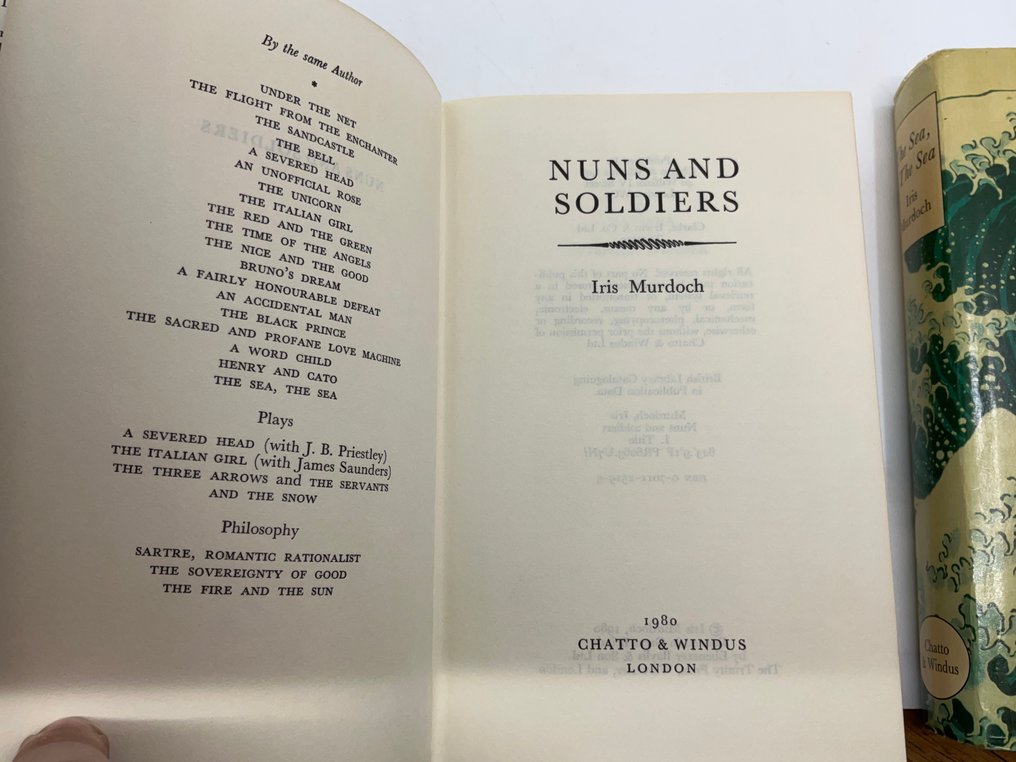 By the same Author
*
UNDER THE NET
THE FLIGHT FROM THE ENCHANTER
THE SANDCASTLE
THE BELL
A SEVERED HEAD
AN UNOFFICIAL ROSE
THE UNICORN
THE ITALIAN GIRL
THE RED AND THE GREEN
THE TIME OF THE ANGELS
THE NICE AND THE GOOD
BRUNO'S DREAM
A FAIRLY HONOURABLE DEFEAT
AN ACCIDENTAL MAN
THE BLACK PRINCE
THE SACRED AND PROFANE LOVE MACHINE
A WORD CHILD
HENRY AND CATO
THE SEA, THE SEA
Plays
A SEVERED HEAD (with J. B. Priestley)
THE ITALIAN GIRL (with James Saunders)
THE THREE ARROWS and THE SERVANTS
AND THE SNOW
Philosophy
SARTRE, ROMANTIC RATIONALIST
THE SOVEREIGNTY OF GOOD
THE FIRE AND THE SUN
NUNS AND
SOLDIERS
Iris Murdoch
1980
CHATTO & WINDUS
LONDON
The Sea,
The Sea
Iris
Murdoch
Chatto
& Windus